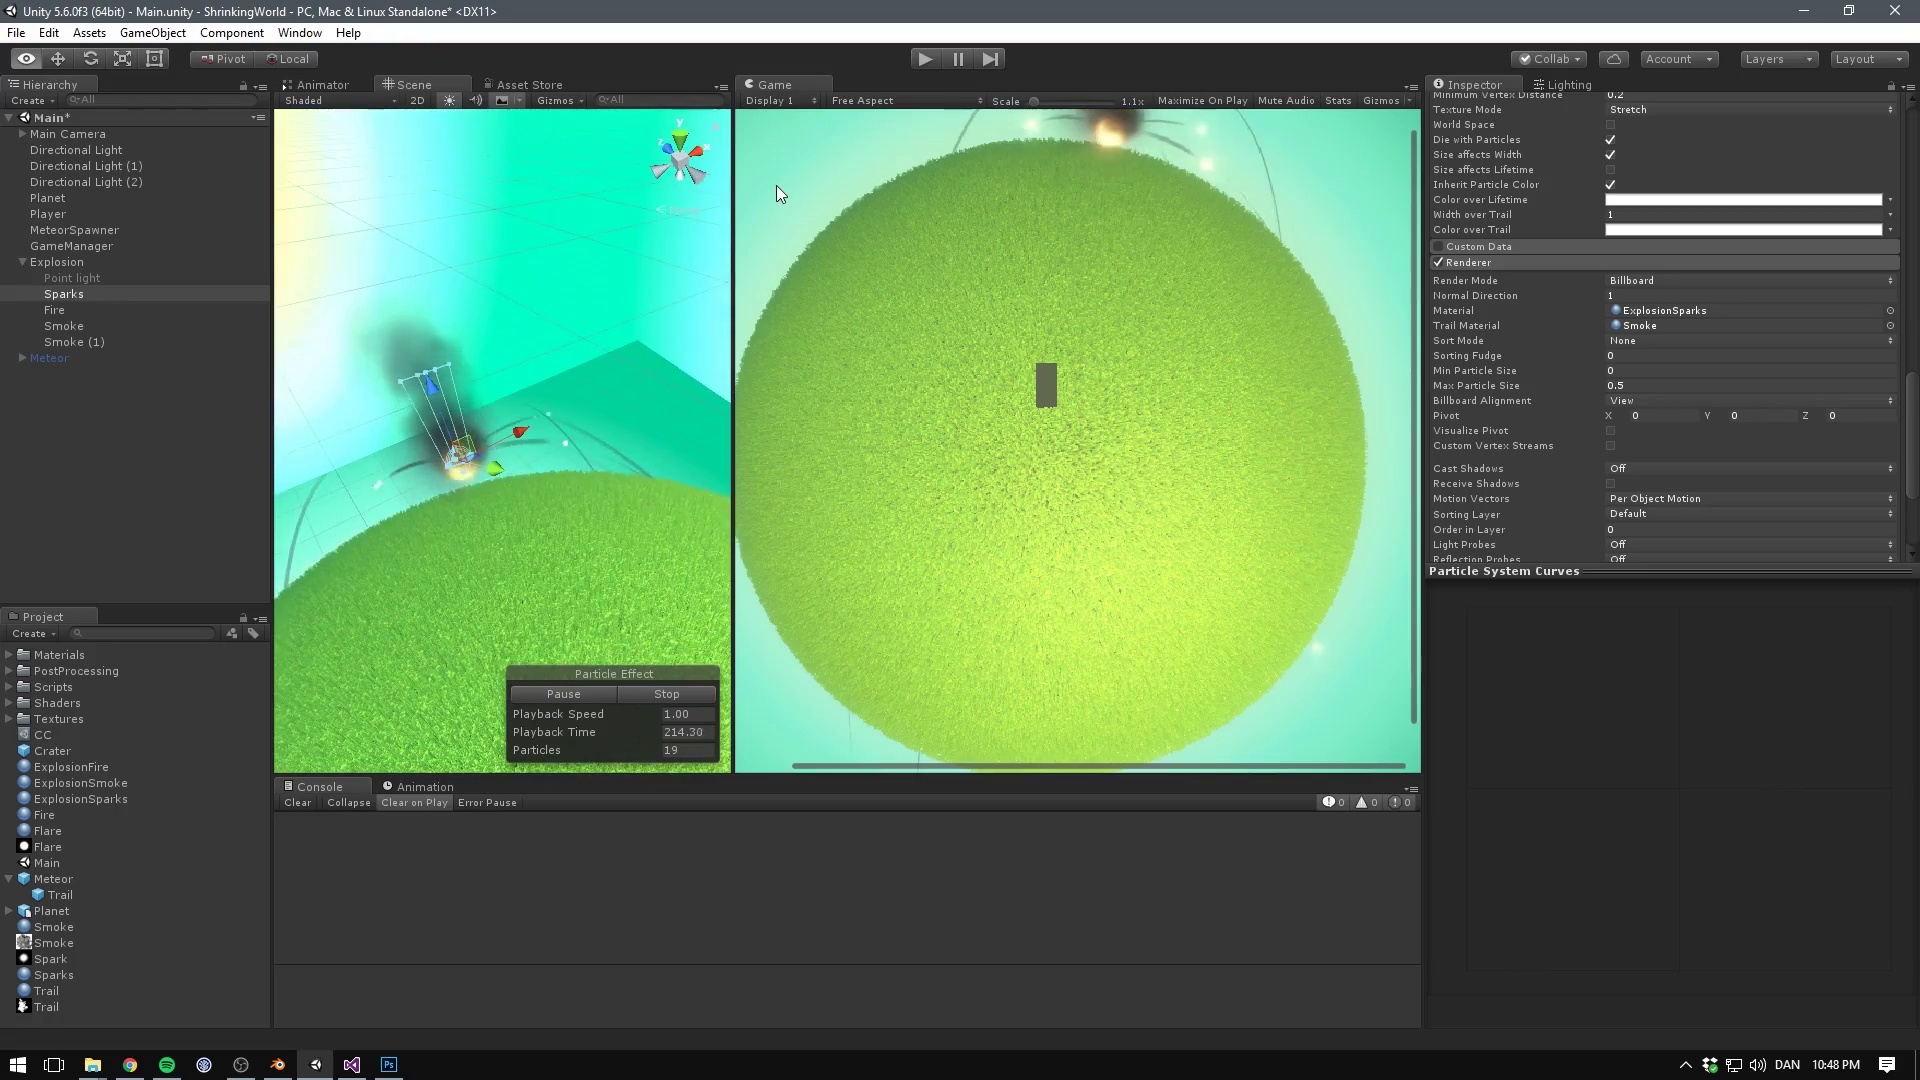 Unity 5.6.0f3 (64bit) - Main.unity - ShrinkingWorld - PC, Mac & Linux Standalone* <DX11>
File Edit Assets GameObject Component Window Help
Pivot Local
Collab Account Layers Layout
Hierarchy
Create All
Main*
Main Camera
Directional Light
Directional Light (1)
Directional Light (2)
Planet
Player
MeteorSpawner
GameManager
Explosion
Point light
Sparks
Fire
Smoke
Smoke (1)
Meteor
Project
Create
Materials
PostProcessing
Scripts
Shaders
Textures
CC
Crater
ExplosionFire
ExplosionSmoke
ExplosionSparks
Fire
Flare
Flare
Main
Meteor
Trail
Planet
Smoke
Smoke
Spark
Sparks
Trail
Trail
Animator Scene Asset Store
Shaded 2D Gizmos All
y
x
z
Particle Effect
Pause Stop
Playback Speed 1.00
Playback Time 214.30
Particles 19
Game
Display 1 Free Aspect Scale 1.1x Maximize On Play Mute Audio Stats Gizmos
Console Animation
Clear Collapse Clear on Play Error Pause 0 0 0
Inspector Lighting
Minimum Vertex Distance 0.2
Texture Mode Stretch
World Space
Die with Particles
Size affects Width
Size affects Lifetime
Inherit Particle Color
Color over Lifetime
Width over Trail 1
Color over Trail
Custom Data
Renderer
Render Mode Billboard
Normal Direction 1
Material ExplosionSparks
Trail Material Smoke
Sort Mode None
Sorting Fudge 0
Min Particle Size 0
Max Particle Size 0.5
Billboard Alignment View
Pivot X 0 Y 0 Z 0
Visualize Pivot
Custom Vertex Streams
Cast Shadows Off
Receive Shadows
Motion Vectors Per Object Motion
Sorting Layer Default
Order in Layer 0
Light Probes Off
Reflection Probes Off
Particle System Curves
Ps
DAN 10:48 PM